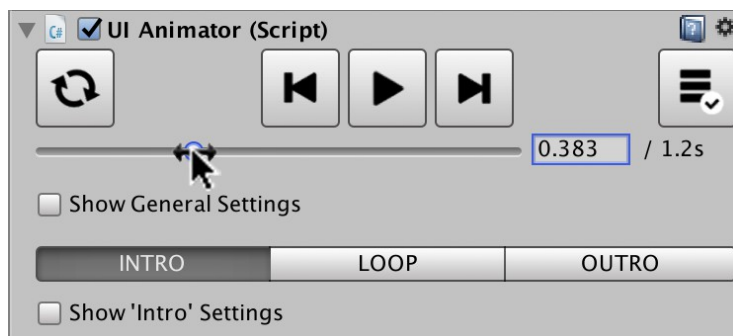 C# UI Animator (Script)
0.383 / 1.2s
Show General Settings
INTRO LOOP OUTRO
Show 'Intro' Settings